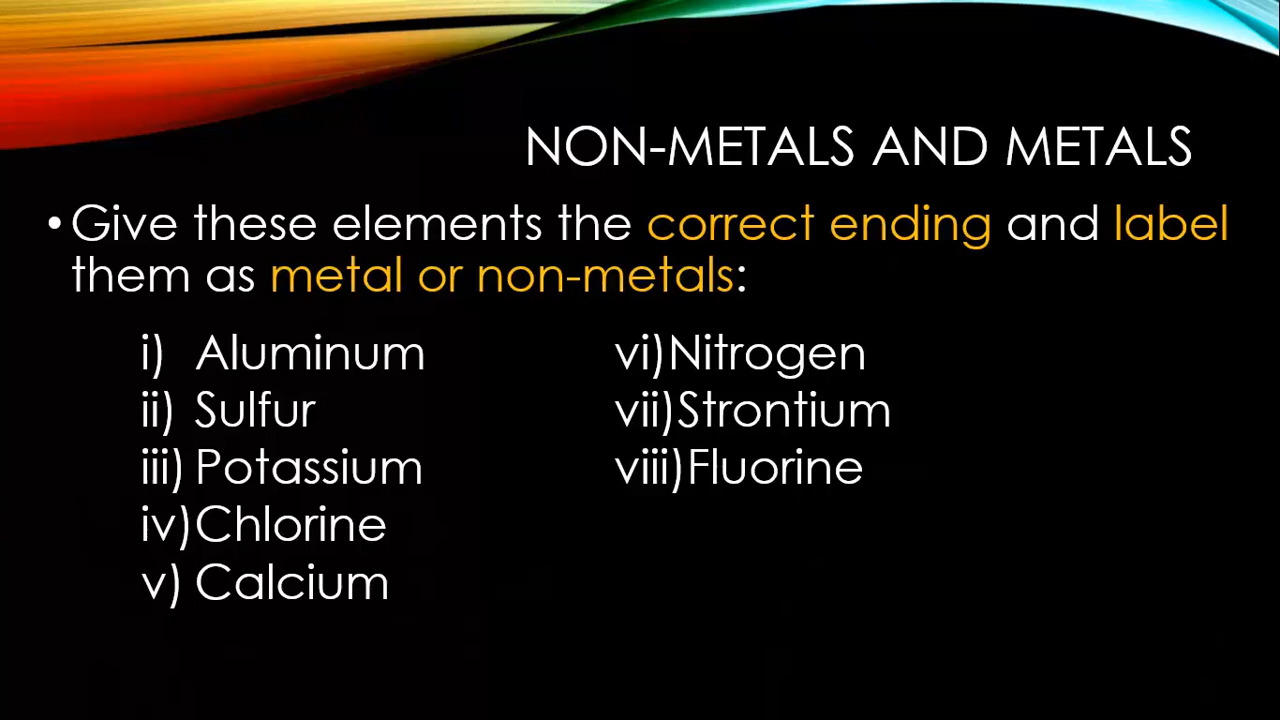 NON-METALS AND METALS
• Give these elements the correct ending and label
them as metal or non-metals:
i) Aluminum
ii) Sulfur
iii) Potassium
iv)Chlorine
v) Calcium
vi)Nitrogen
vii)Strontium
viii)Fluorine